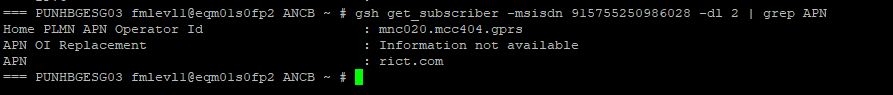 === PUNHBGESG03 fmlevl1@eqm01s0fp2 ANCB ~ # gsh get_subscriber -msisdn 915755250986028 -dl 2 | grep APN
Home PLMN APN Operator Id : mnc020.mcc404.gprs
APN OI Replacement : Information not available
APN : rict.com
=== PUNHBGESG03 fmlevl1@eqm01s0fp2 ANCB ~ #